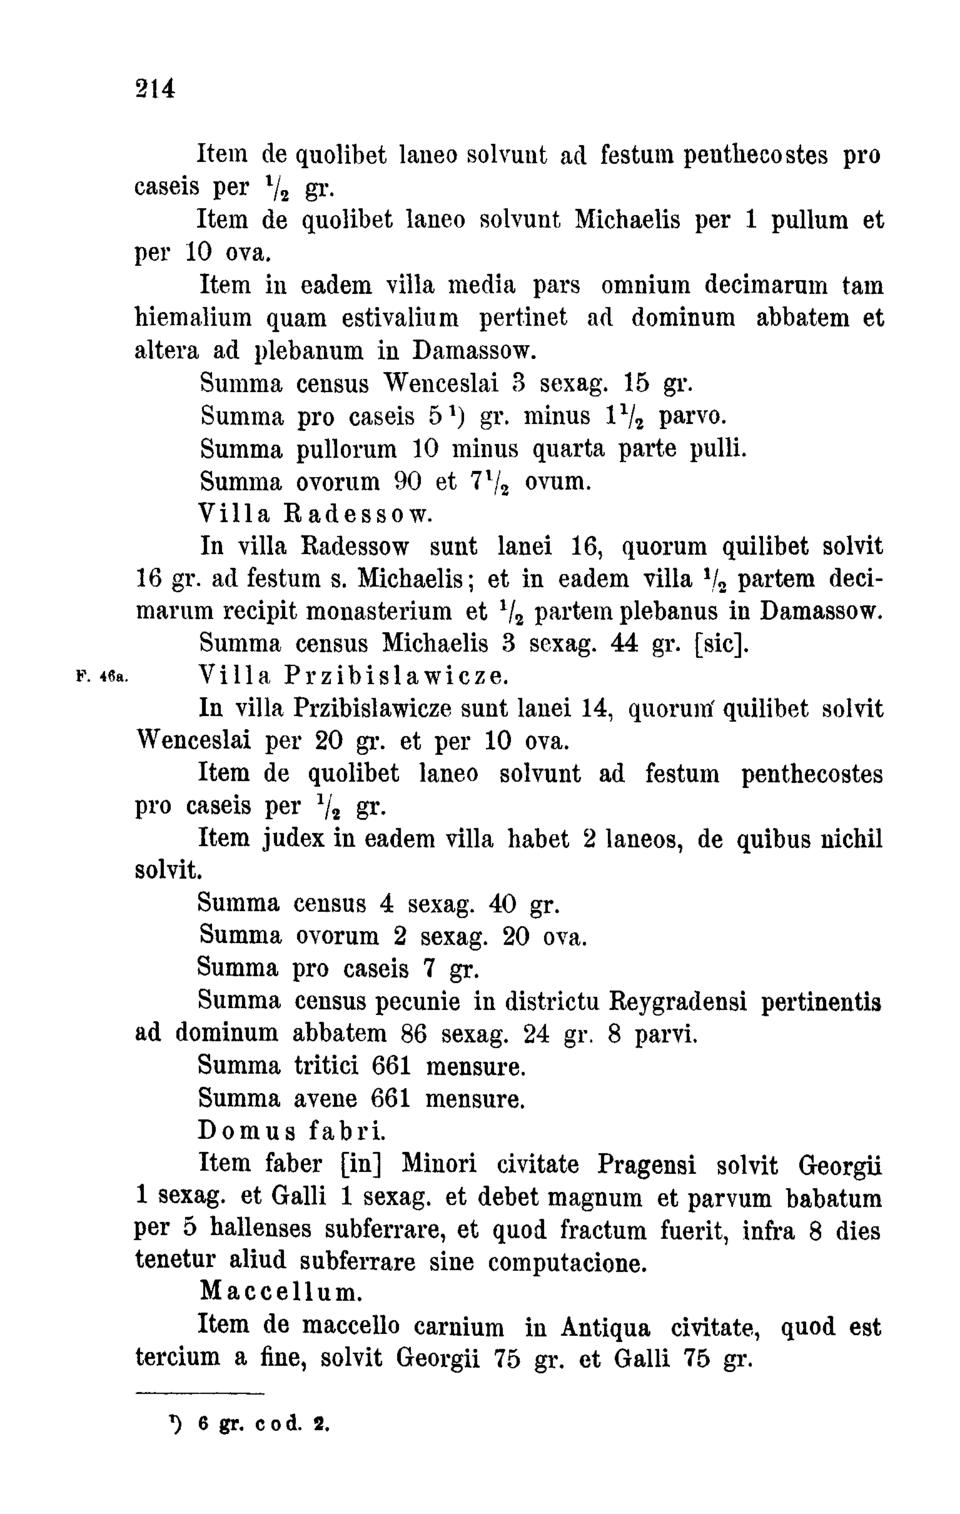 214
Item de quolibet laneo solvunt ad festum penthecostes pro
caseis per 1/2 gr.
Item de quolibet laneo solvunt Michaelis per 1 pullum et
per 10 ova.
Item in eadem villa media pars omnium decimarum tam
hiemalium quam estivalium pertinet ad dominum abbatem et
altera ad plebanum in Damassow.
Summa census Wenceslai 3 sexag. 15 gr.
Summa pro caseis 5 ¹) gr. minus 1 1/2 parvo.
Summa pullorum 10 minus quarta parte pulli.
Summa ovorum 90 et 7 1/2 ovum.
Villa Radessow.
In villa Radessow sunt lanei 16, quorum quilibet solvit
16 gr. ad festum s. Michaelis; et in eadem villa 1/2 partem deci-
marum recipit monasterium et 1/2 partem plebanus in Damassow.
Summa census Michaelis 3 sexag. 44 gr. [sic].
F. 46a. Villa Przibislawicze.
In villa Przibislawicze sunt lanei 14, quorum quilibet solvit
Wenceslai per 20 gr. et per 10 ova.
Item de quolibet laneo solvunt ad festum penthecostes
pro caseis per 1/2 gr.
Item judex in eadem villa habet 2 laneos, de quibus nichil
solvit.
Summa census 4 sexag. 40 gr.
Summa ovorum 2 sexag. 20 ova.
Summa pro caseis 7 gr.
Summa census pecunie in districtu Reygradensi pertinentis
ad dominum abbatem 86 sexag. 24 gr. 8 parvi.
Summa tritici 661 mensure.
Summa avene 661 mensure.
Domus fabri.
Item faber [in] Minori civitate Pragensi solvit Georgii
1 sexag. et Galli 1 sexag. et debet magnum et parvum babatum
per 5 hallenses subferrare, et quod fractum fuerit, infra 8 dies
tenetur aliud subferrare sine computacione.
Maccellum.
Item de maccello carnium in Antiqua civitate, quod est
tercium a fine, solvit Georgii 75 gr. et Galli 75 gr.
¹) 6 gr. cod. 2.